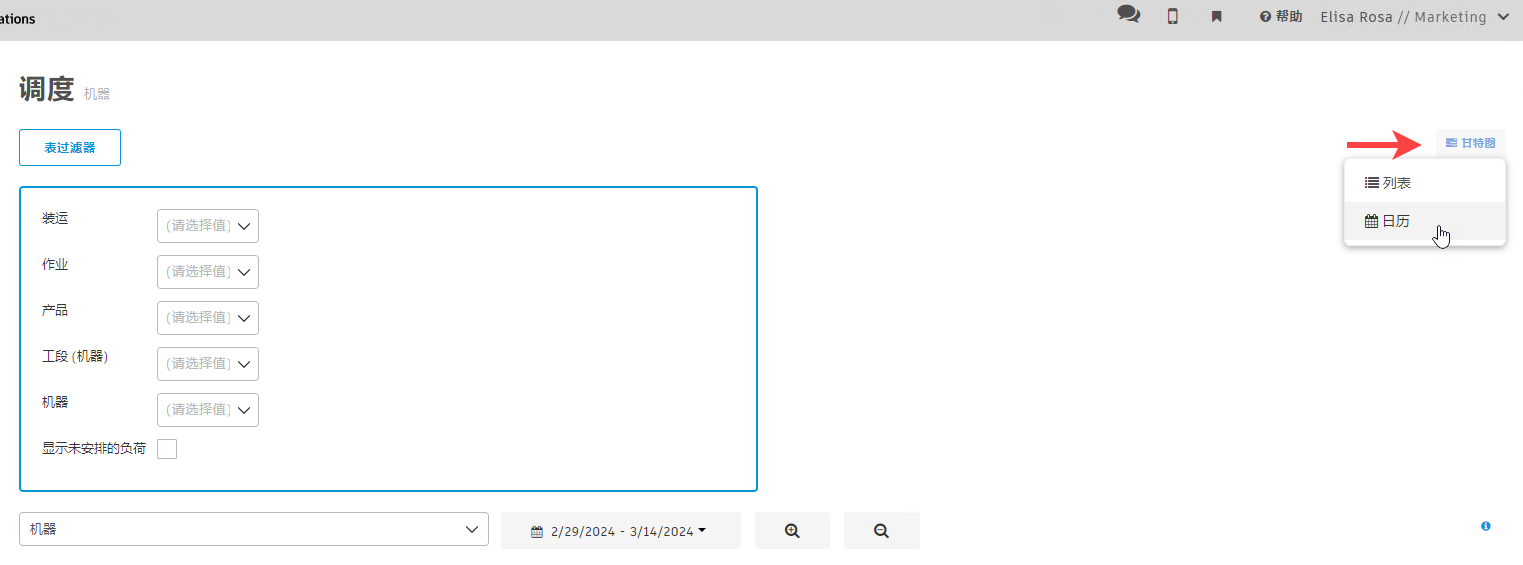 ations
帮助
Elisa Rosa // Marketing
调度 机器
表过滤器
甘特图
列表
日历
装运 (请选择值)
作业 (请选择值)
产品 (请选择值)
工段 (机器) (请选择值)
机器 (请选择值)
显示未安排的负荷
机器
2/29/2024 - 3/14/2024